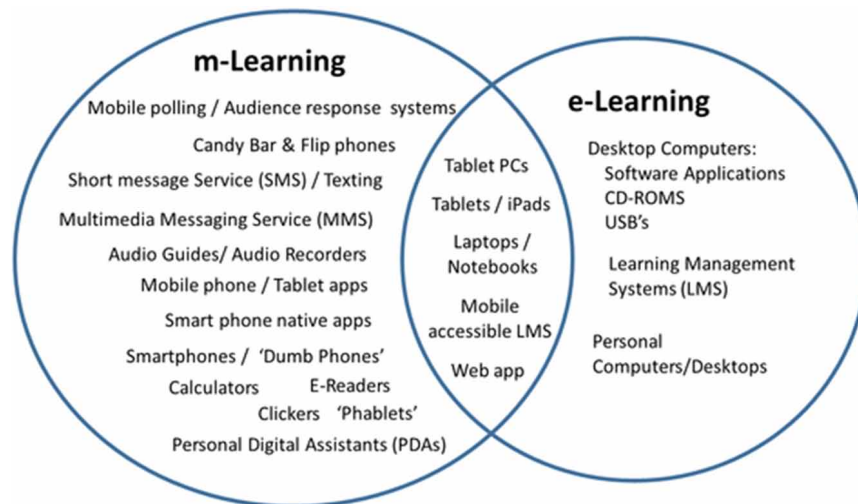 m-Learning
Mobile polling / Audience response systems
Candy Bar & Flip phones
Short message Service (SMS) / Texting
Multimedia Messaging Service (MMS)
Audio Guides/ Audio Recorders
Mobile phone / Tablet apps
Smart phone native apps
Smartphones / ‘Dumb Phones’
Calculators E-Readers
Clickers ‘Phablets’
Personal Digital Assistants (PDAs)
Tablet PCs
Tablets / iPads
Laptops /
Notebooks
Mobile
accessible LMS
Web app
e-Learning
Desktop Computers:
Software Applications
CD-ROMS
USB’s
Learning Management
Systems (LMS)
Personal
Computers/Desktops